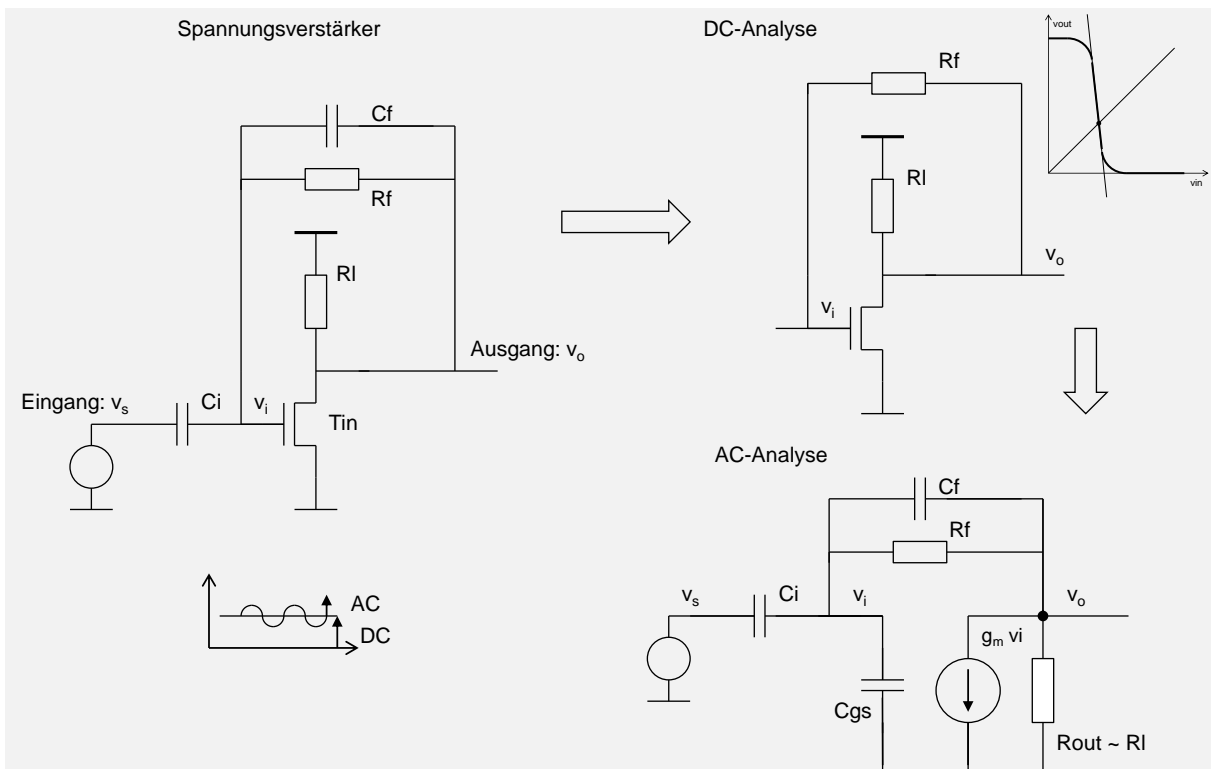 Spannungsverstärker
Cf
Rf
Rl
Ausgang: vo
Eingang: vs
Ci
vi
Tin
AC
DC
DC-Analyse
Rf
Rl
vo
vi
vout
vin
AC-Analyse
Cf
Rf
vs
Ci
vi
vo
gm vi
Cgs
Rout ~ Rl